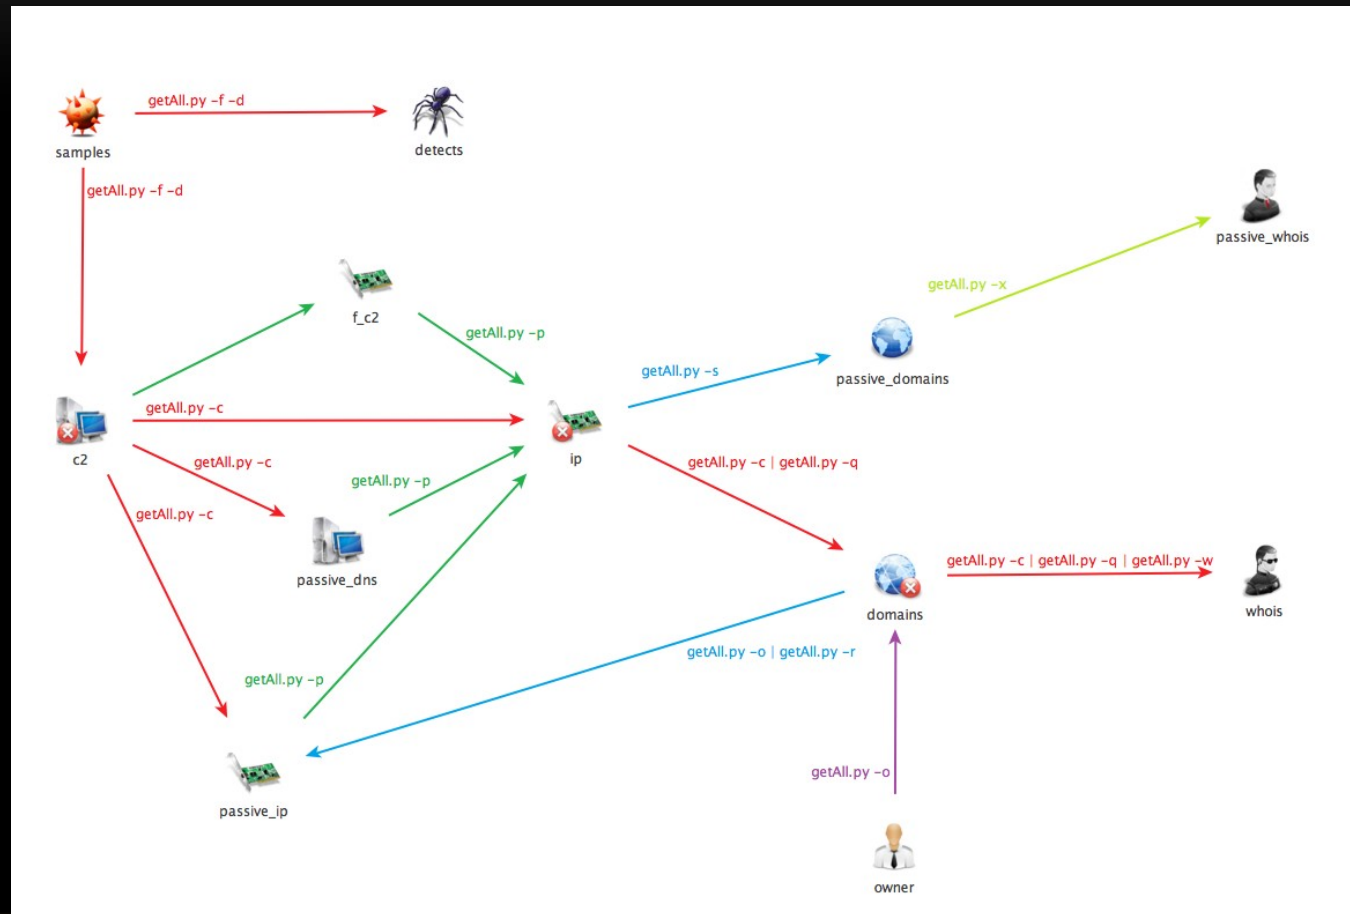 getAll.py -f -d
samples
detects
getAll.py -f -d
passive_whois
getAll.py -x
f_c2
getAll.py -p
getAll.py -s
passive_domains
getAll.py -c
c2
ip
getAll.py -c
getAll.py -p
getAll.py -c | getAll.py -q
getAll.py -c
passive_dns
getAll.py -c | getAll.py -q | getAll.py -w
domains
whois
getAll.py -o | getAll.py -r
getAll.py -p
getAll.py -o
passive_ip
owner